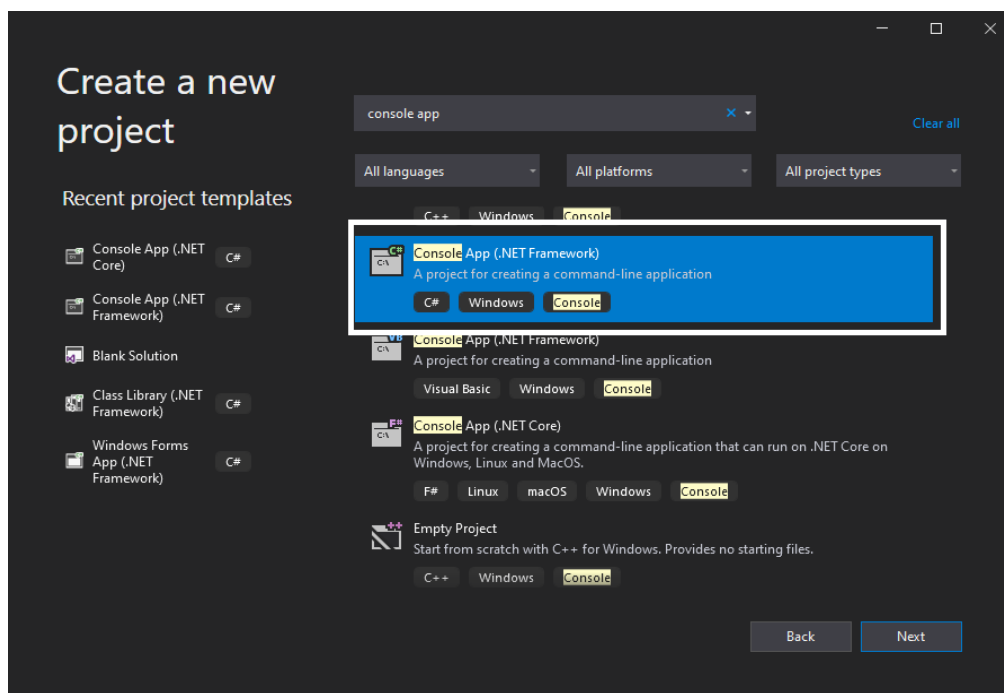 Create a new
project
Recent project templates
Console App (.NET
Core)
C#
Console App (.NET
Framework)
C#
Blank Solution
Class Library (.NET
Framework)
C#
Windows Forms
App (.NET
Framework)
C#
console app
Clear all
All languages
All platforms
All project types
C++ Windows Console
C#
C:\
Console App (.NET Framework)
A project for creating a command-line application
C# Windows Console
VB
C:\
Console App (.NET Framework)
A project for creating a command-line application
Visual Basic Windows Console
F#
C:\
Console App (.NET Core)
A project for creating a command-line application that can run on .NET Core on
Windows, Linux and MacOS.
F# Linux macOS Windows Console
++
Empty Project
Start from scratch with C++ for Windows. Provides no starting files.
C++ Windows Console
Back
Next